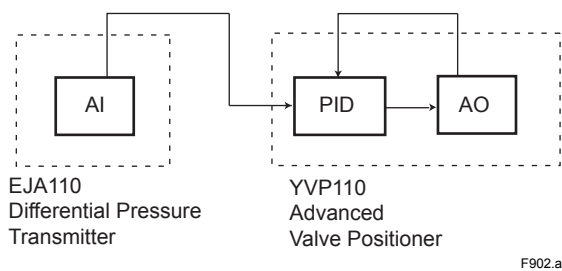 AI
PID
AO
EJA110
Differential Pressure
Transmitter
YVP110
Advanced
Valve Positioner
F902.a